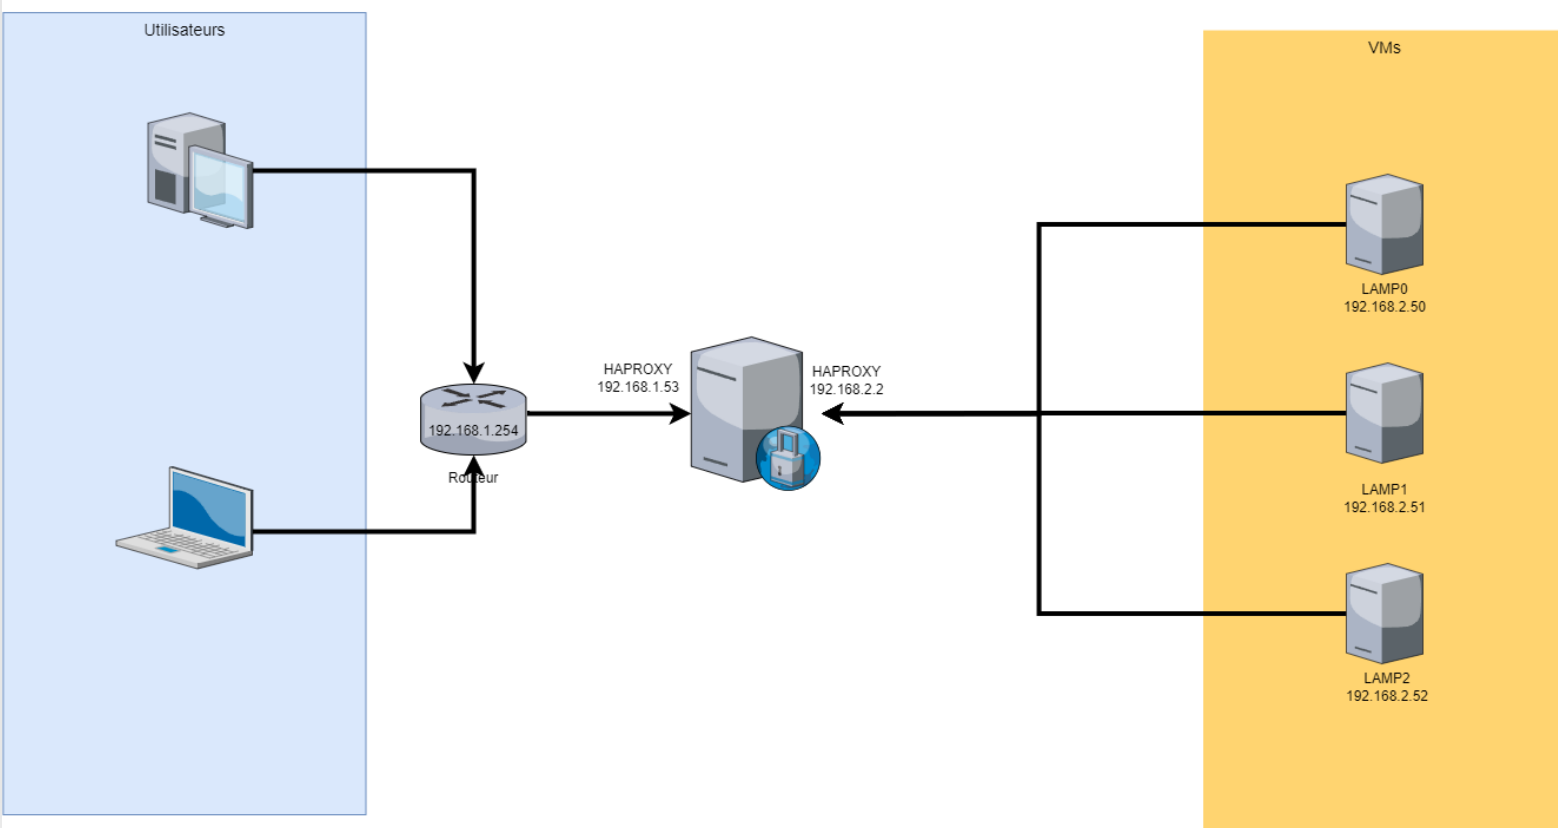 Utilisateurs
VMs
LAMP0
192.168.2.50
HAPROXY
192.168.1.53
HAPROXY
192.168.2.2
192.168.1.254
Routeur
LAMP1
192.168.2.51
LAMP2
192.168.2.52